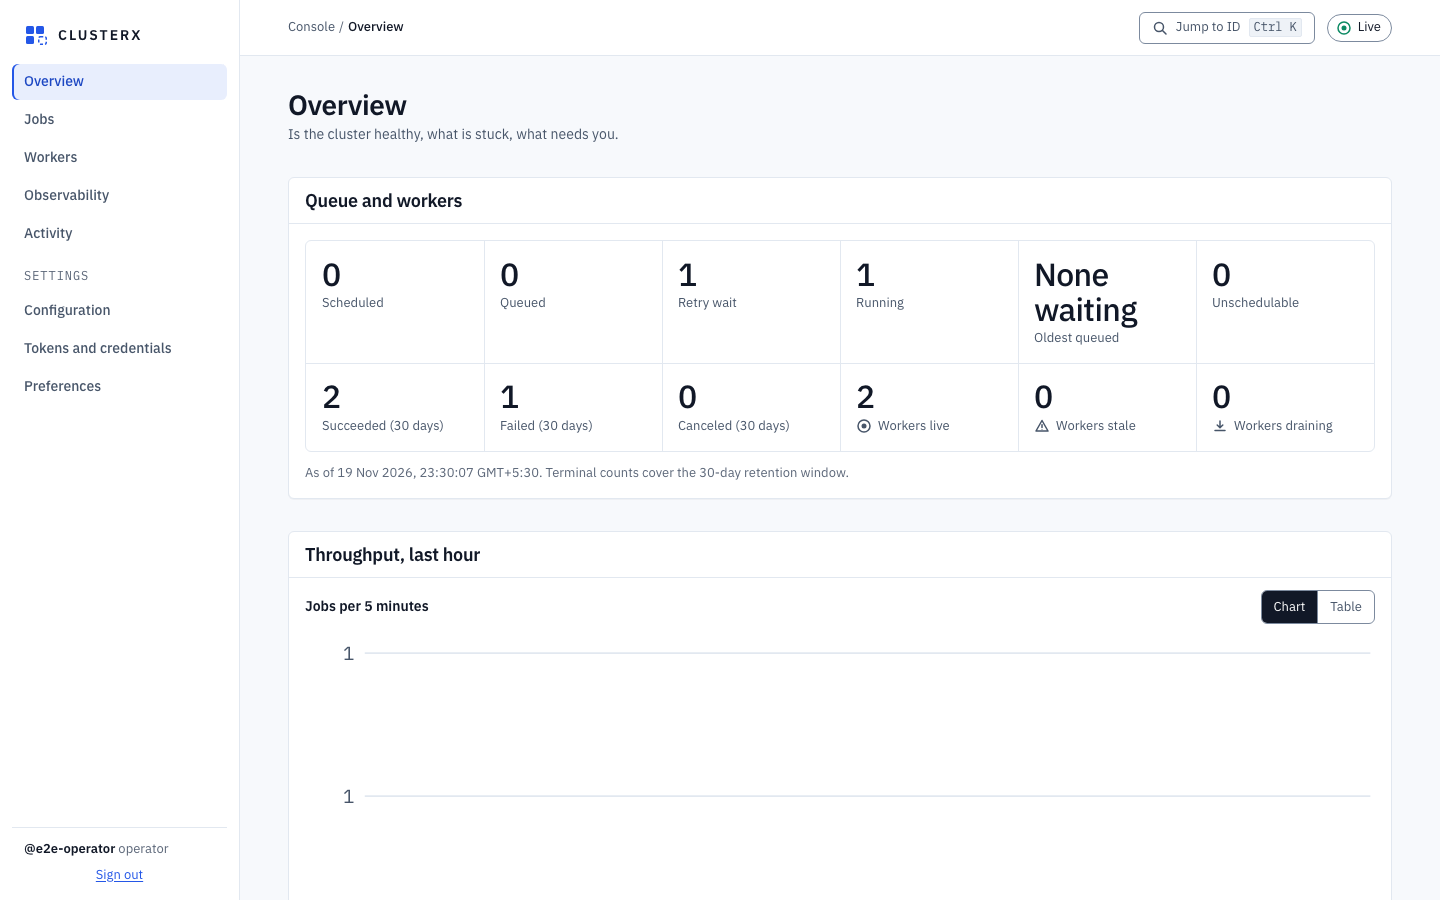 CLUSTERX
Console / Overview
Jump to ID Ctrl K
Live
Overview
Jobs
Workers
Observability
Activity
SETTINGS
Configuration
Tokens and credentials
Preferences
@e2e-operator operator
Sign out
Overview
Is the cluster healthy, what is stuck, what needs you.
Queue and workers
0
Scheduled
0
Queued
1
Retry wait
1
Running
None
waiting
Oldest queued
0
Unschedulable
2
Succeeded (30 days)
1
Failed (30 days)
0
Canceled (30 days)
2
Workers live
0
Workers stale
0
Workers draining
As of 19 Nov 2026, 23:30:07 GMT+5:30. Terminal counts cover the 30-day retention window.
Throughput, last hour
Jobs per 5 minutes
Chart Table
1
1